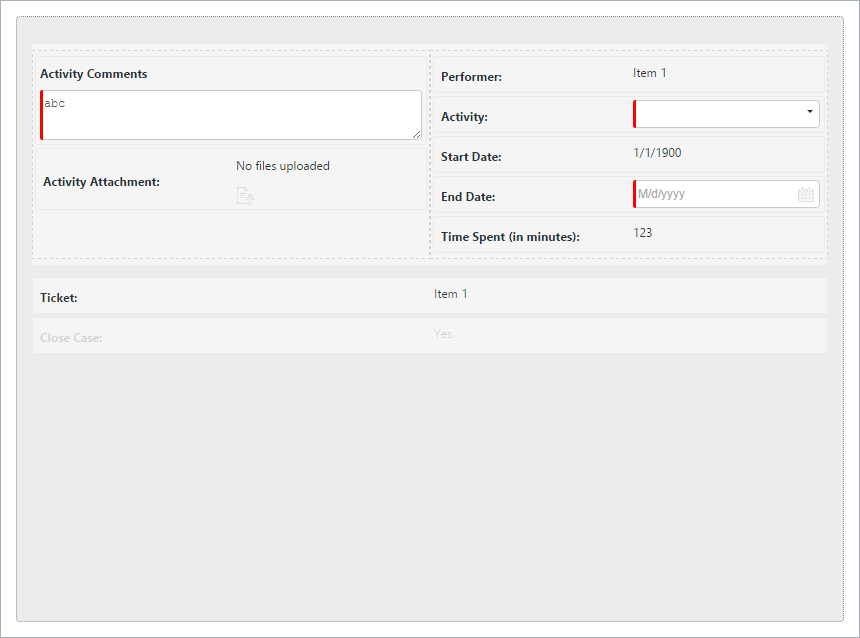 Activity Comments
abc
Activity Attachment:
No files uploaded
Performer:
Item 1
Activity:
Start Date:
1/1/1900
End Date:
M/d/yyyy
Time Spent (in minutes):
123
Ticket:
Item 1
Close Case:
Yes